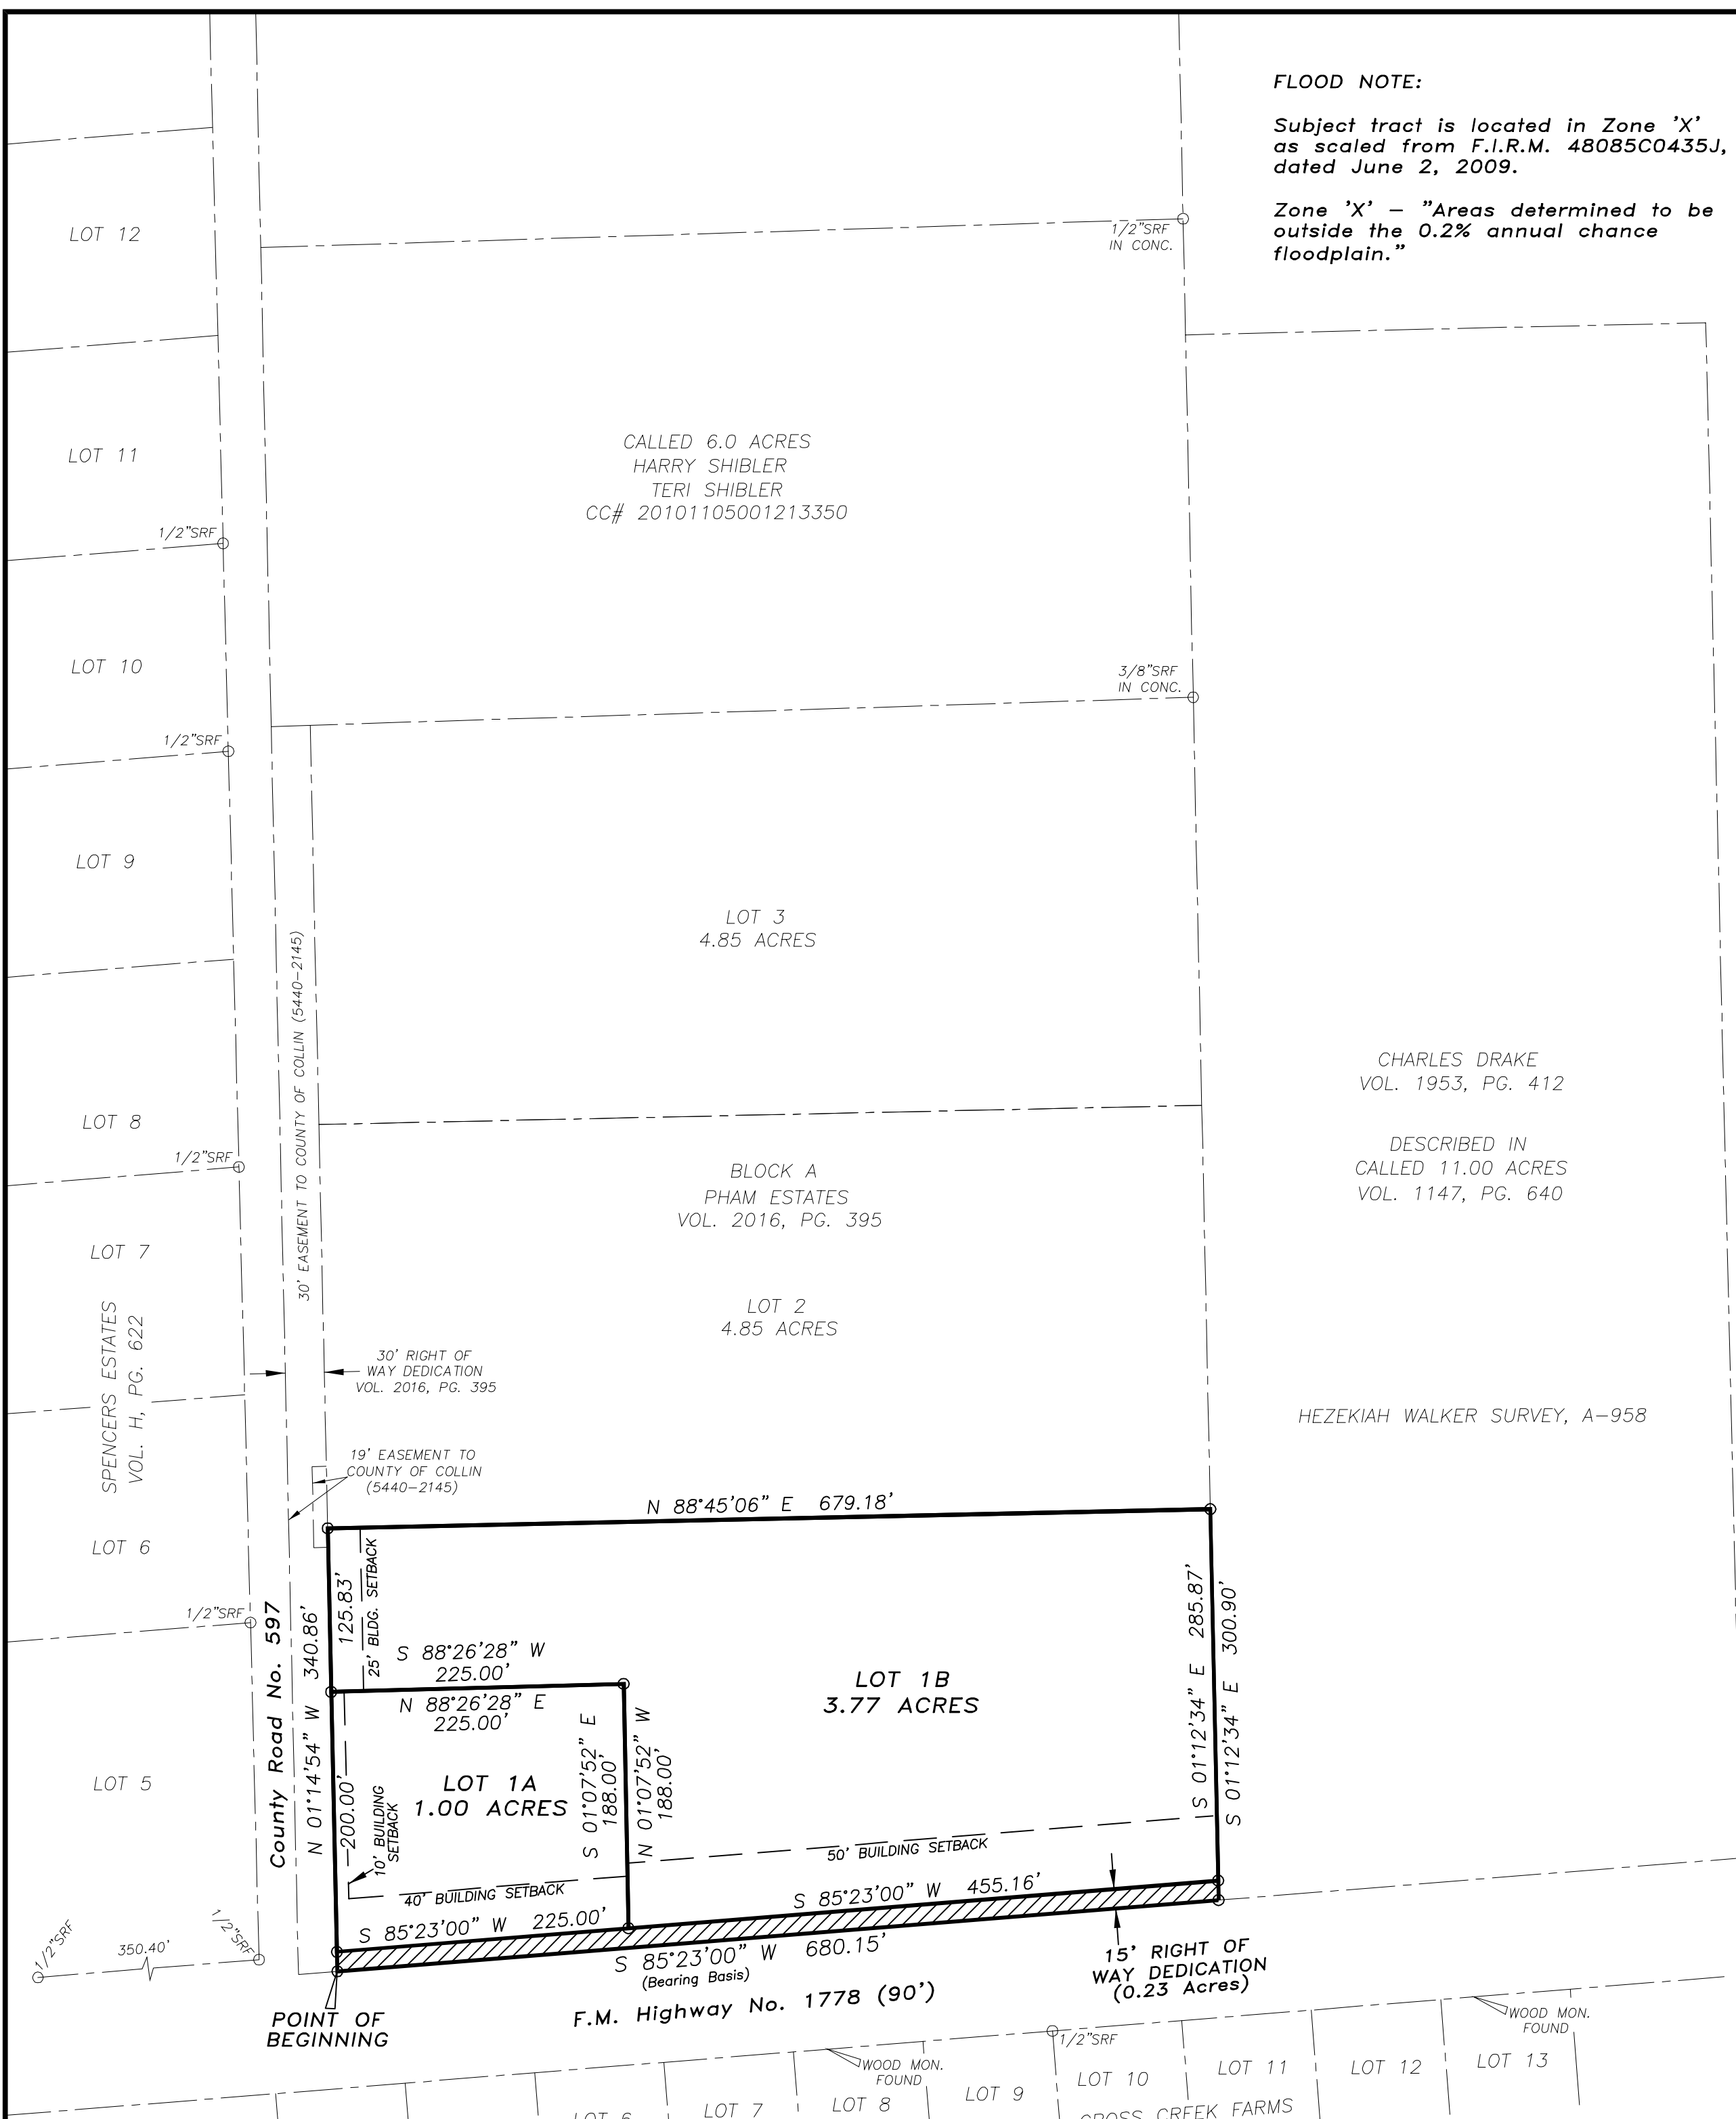 FLOOD NOTE:
Subject tract is located in Zone 'X'
as scaled from F.I.R.M. 48085C0435J,
dated June 2, 2009.
Zone 'X' – "Areas determined to be
outside the 0.2% annual chance
floodplain."
LOT 12
1/2"SRF
IN CONC.
LOT 11
CALLED 6.0 ACRES
HARRY SHIBLER
TERI SHIBLER
CC# 20101105001213350
1/2"SRF
LOT 10
3/8"SRF
IN CONC.
1/2"SRF
LOT 9
LOT 3
4.85 ACRES
30' EASEMENT TO COUNTY OF COLLIN (5440-2145)
CHARLES DRAKE
VOL. 1953, PG. 412
DESCRIBED IN
CALLED 11.00 ACRES
VOL. 1147, PG. 640
LOT 8
1/2"SRF
BLOCK A
PHAM ESTATES
VOL. 2016, PG. 395
LOT 7
LOT 2
4.85 ACRES
SPENCERS ESTATES
VOL. H, PG. 622
30' RIGHT OF
WAY DEDICATION
VOL. 2016, PG. 395
HEZEKIAH WALKER SURVEY, A-958
19' EASEMENT TO
COUNTY OF COLLIN
(5440-2145)
N 88°45'06" E 679.18'
LOT 6
1/2"SRF
County Road No. 597
N 01°14'54" W 340.86'
125.83'
25' BLDG. SETBACK
S 88°26'28" W
225.00'
N 88°26'28" E
225.00'
LOT 1B
3.77 ACRES
S 01°12'34" E 285.87'
S 01°12'34" E 300.90'
LOT 5
200.00'
10' BUILDING
SETBACK
LOT 1A
1.00 ACRES
S 01°07'52" E
188.00'
N 01°07'52" W
188.00'
50' BUILDING SETBACK
40' BUILDING SETBACK
S 85°23'00" W 225.00'
S 85°23'00" W 455.16'
1/2"SRF
350.40'
1/2"SRF
S 85°23'00" W 680.15'
(Bearing Basis)
15' RIGHT OF
WAY DEDICATION
(0.23 Acres)
F.M. Highway No. 1778 (90')
POINT OF
BEGINNING
WOOD MON.
FOUND
1/2"SRF
WOOD MON.
FOUND
LOT 6
LOT 7
LOT 8
LOT 9
LOT 10
LOT 11
LOT 12
LOT 13
CROSS CREEK FARMS